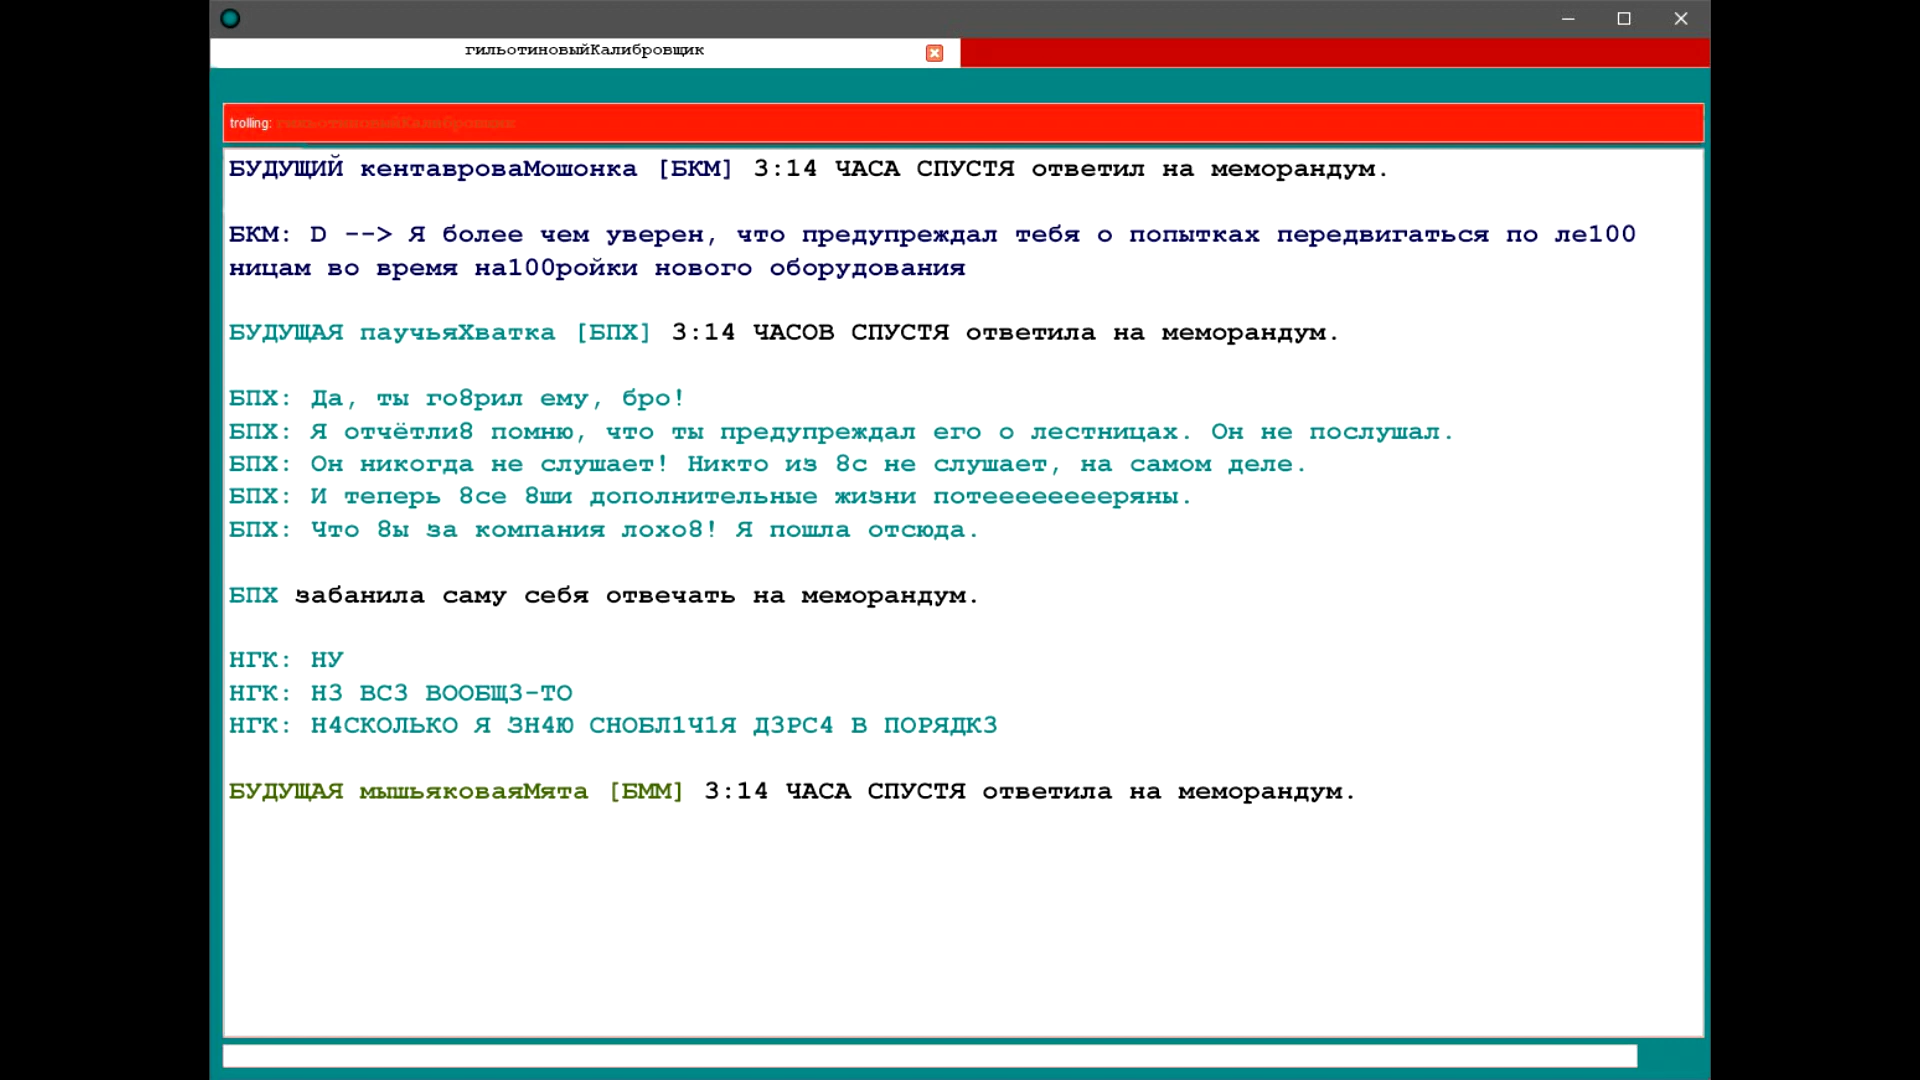 гильотиновыйКалибровщик
trolling: гильотиновыйКалибровщик
БУДУЩИЙ кентавроваМошонка [БКМ] 3:14 ЧАСА СПУСТЯ ответил на меморандум.
БКМ: D --> Я более чем уверен, что предупреждал тебя о попытках передвигаться по ле100
ницам во время на100ройки нового оборудования
БУДУЩАЯ паучьяХватка [БПХ] 3:14 ЧАСОВ СПУСТЯ ответила на меморандум.
БПХ: Да, ты го8рил ему, бро!
БПХ: Я отчётли8 помню, что ты предупреждал его о лестницах. Он не послушал.
БПХ: Он никогда не слушает! Никто из 8с не слушает, на самом деле.
БПХ: И теперь 8се 8ши дополнительные жизни потеееееееееряны.
БПХ: Что 8ы за компания лохо8! Я пошла отсюда.
БПХ забанила саму себя отвечать на меморандум.
НГК: НУ
НГК: Н3 ВС3 ВООБЩ3-ТО
НГК: Н4СКОЛЬКО Я ЗН4Ю СНОБЛ1Ч1Я Д3РС4 В ПОРЯДК3
БУДУЩАЯ мышьяковаяМята [БММ] 3:14 ЧАСА СПУСТЯ ответила на меморандум.